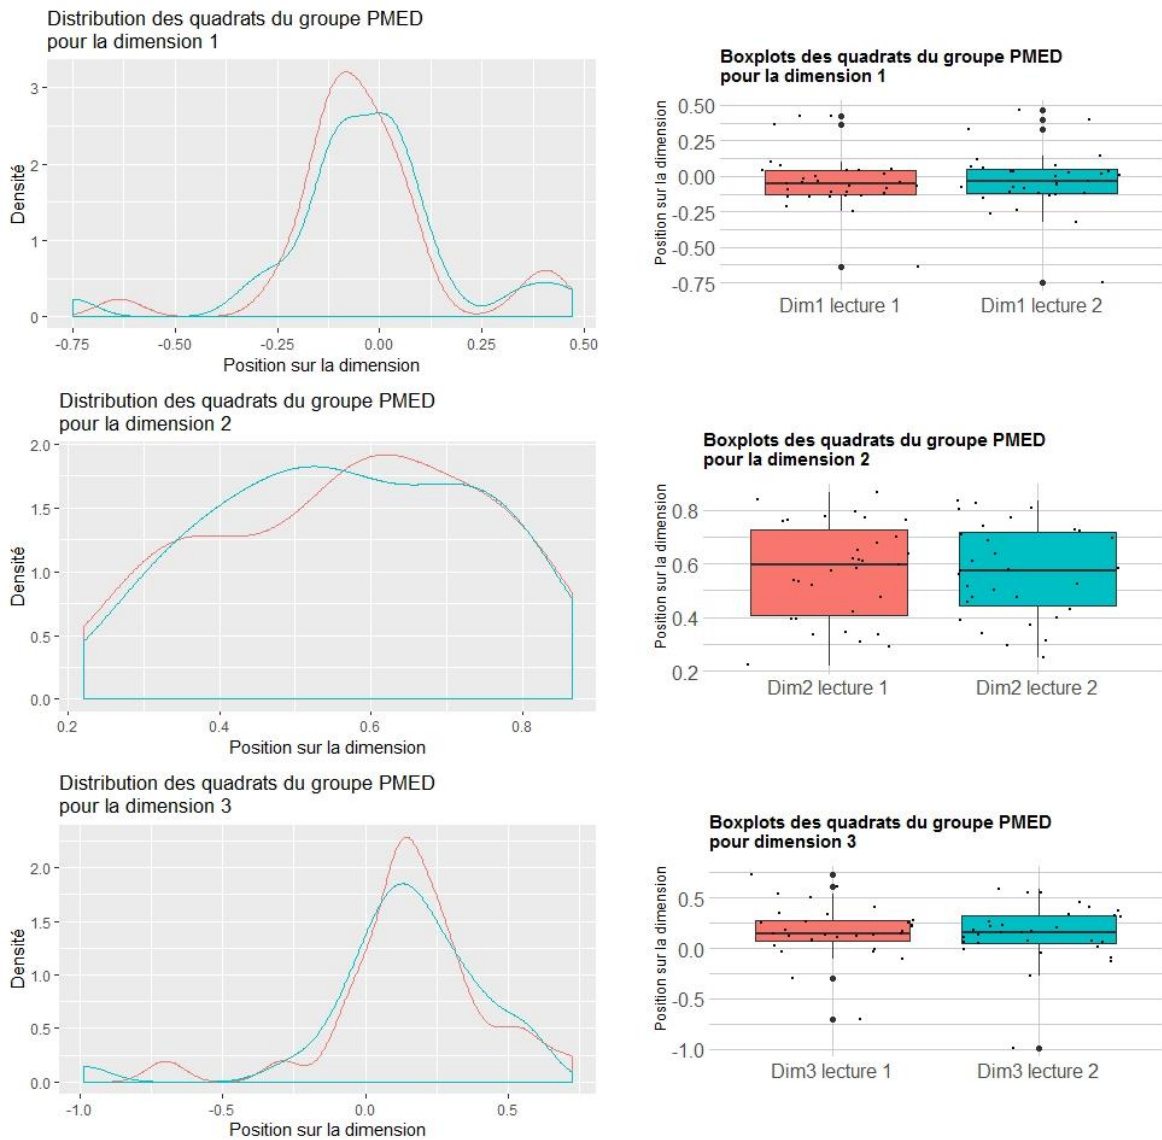 Distribution des quadrats du groupe PMED
pour la dimension 1
Densité
3
2
1
0
-0.75
-0.50
-0.25
0.00
0.25
0.50
Position sur la dimension
Boxplots des quadrats du groupe PMED
pour la dimension 1
Position sur la dimension
0.50
0.25
0.00
-0.25
-0.50
-0.75
Dim1 lecture 1
Dim1 lecture 2
Distribution des quadrats du groupe PMED
pour la dimension 2
Densité
2.0
1.5
1.0
0.5
0.0
0.2
0.4
0.6
0.8
Position sur la dimension
Boxplots des quadrats du groupe PMED
pour la dimension 2
Position sur la dimension
0.8
0.6
0.4
0.2
Dim2 lecture 1
Dim2 lecture 2
Distribution des quadrats du groupe PMED
pour la dimension 3
Densité
2.0
1.5
1.0
0.5
0.0
-1.0
-0.5
0.0
0.5
Position sur la dimension
Boxplots des quadrats du groupe PMED
pour dimension 3
Position sur la dimension
0.5
0.0
-0.5
-1.0
Dim3 lecture 1
Dim3 lecture 2